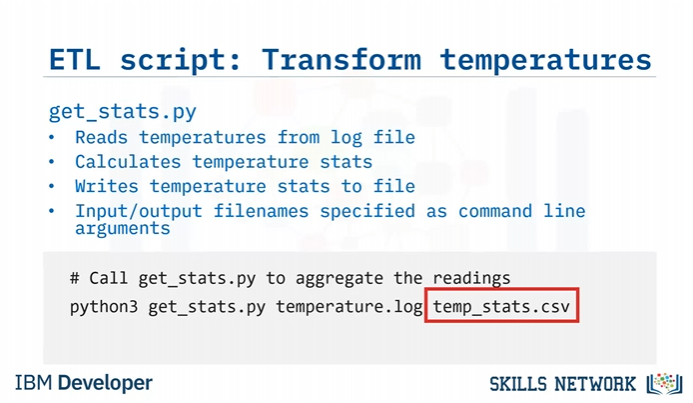 ETL script: Transform temperatures
get_stats.py
• Reads temperatures from log file
• Calculates temperature stats
• Writes temperature stats to file
• Input/output filenames specified as command line
arguments
# Call get_stats.py to aggregate the readings
python3 get_stats.py temperature.log temp_stats.csv
IBM Developer
SKILLS NETWORK